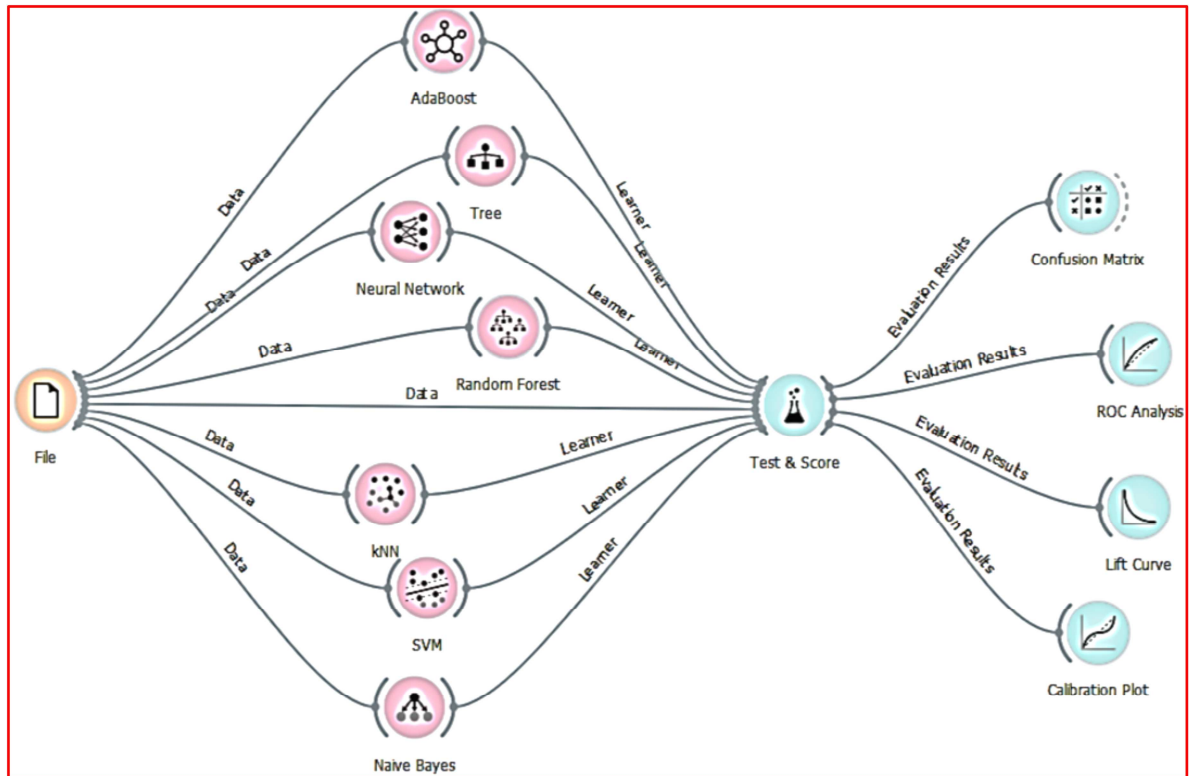 AdaBoost
Data
Learner
Tree
Data
Learner
Neural Network
Data
Learner
Confusion Matrix
Evaluation Results
Data
Learner
Random Forest
Evaluation Results
ROC Analysis
Data
File
Test & Score
Data
Learner
kNN
Evaluation Results
Lift Curve
Data
Learner
SVM
Evaluation Results
Calibration Plot
Data
Learner
Naive Bayes